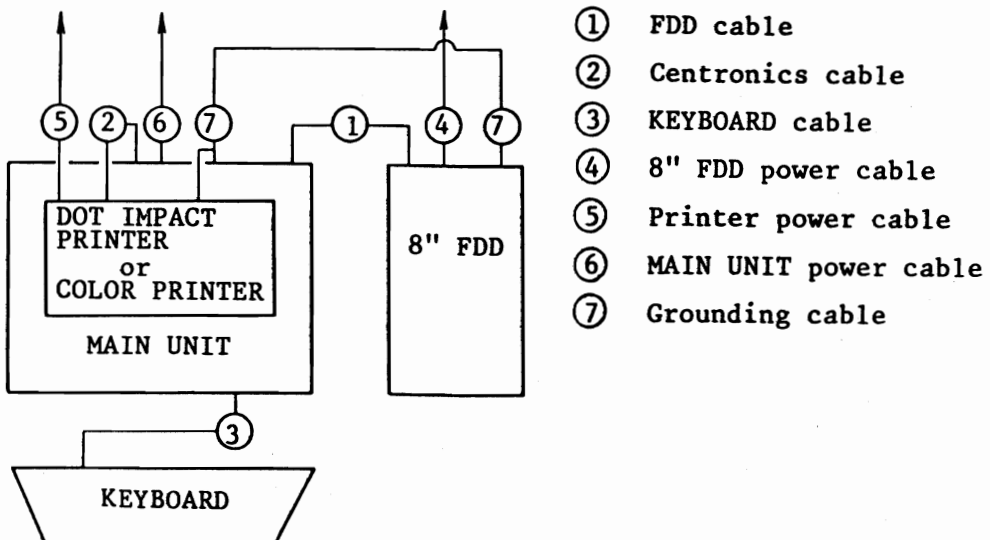 ① FDD cable
② Centronics cable
③ KEYBOARD cable
④ 8" FDD power cable
⑤ Printer power cable
⑥ MAIN UNIT power cable
⑦ Grounding cable
⑤ ② ⑥ ⑦ ① ④ ⑦
DOT IMPACT
PRINTER
or
COLOR PRINTER
MAIN UNIT
8" FDD
③
KEYBOARD